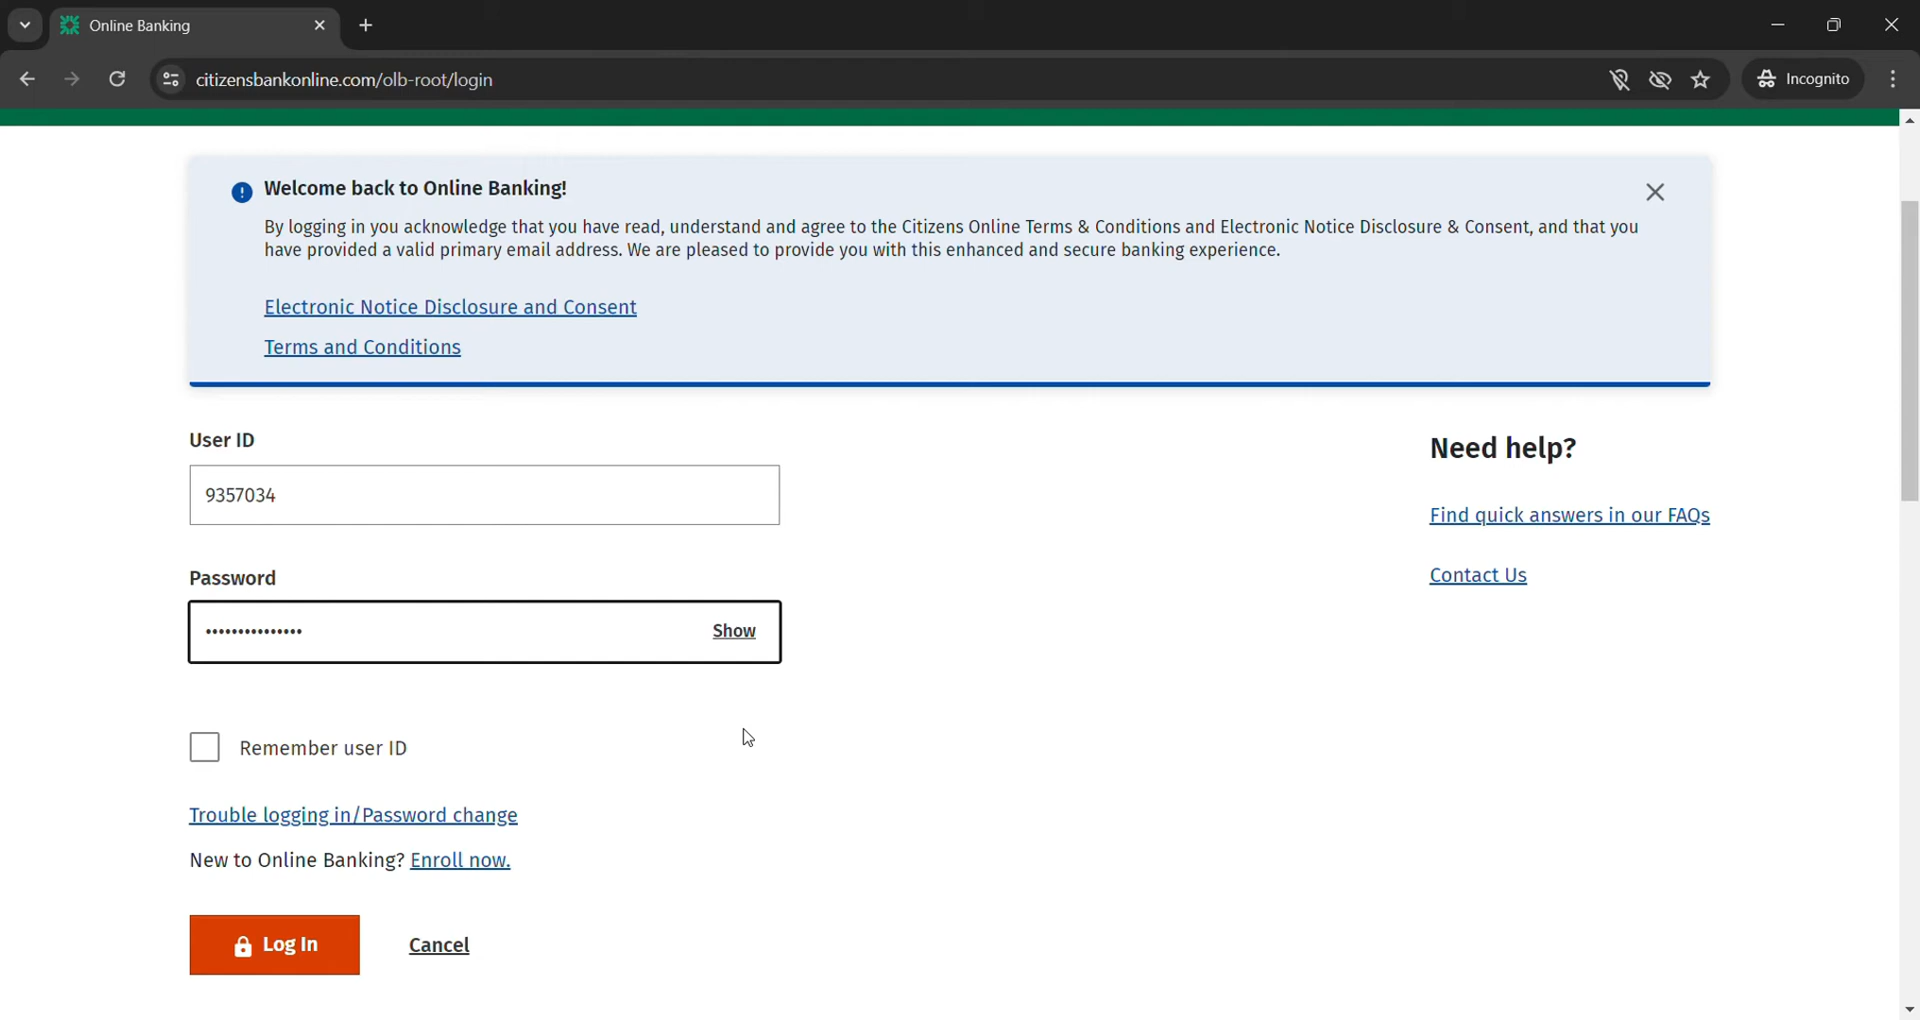 Online Banking
citizensbankonline.com/olb-root/login
Incognito
Welcome back to Online Banking!
By logging in you acknowledge that you have read, understand and agree to the Citizens Online Terms & Conditions and Electronic Notice Disclosure & Consent, and that you
have provided a valid primary email address. We are pleased to provide you with this enhanced and secure banking experience.
Electronic Notice Disclosure and Consent
Terms and Conditions
User ID
9357034
Password
•••••••••••••••
Show
Remember user ID
Trouble logging in/Password change
New to Online Banking? Enroll now.
Log In
Cancel
Need help?
Find quick answers in our FAQs
Contact Us